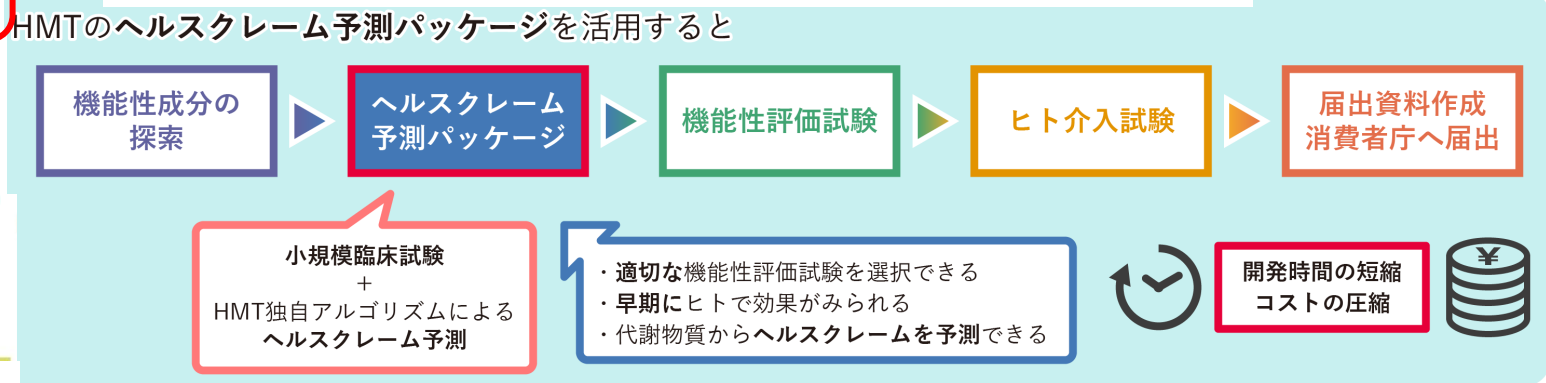 HMTのヘルスクレーム予測パッケージを活用すると
機能性成分の
探索
ヘルスクレーム
予測パッケージ
機能性評価試験
ヒト介入試験
届出資料作成
消費者庁へ届出
小規模臨床試験
+
HMT独自アルゴリズムによる
ヘルスクレーム予測
・適切な機能性評価試験を選択できる
・早期にヒトで効果がみられる
・代謝物質からヘルスクレームを予測できる
開発時間の短縮
コストの圧縮
¥